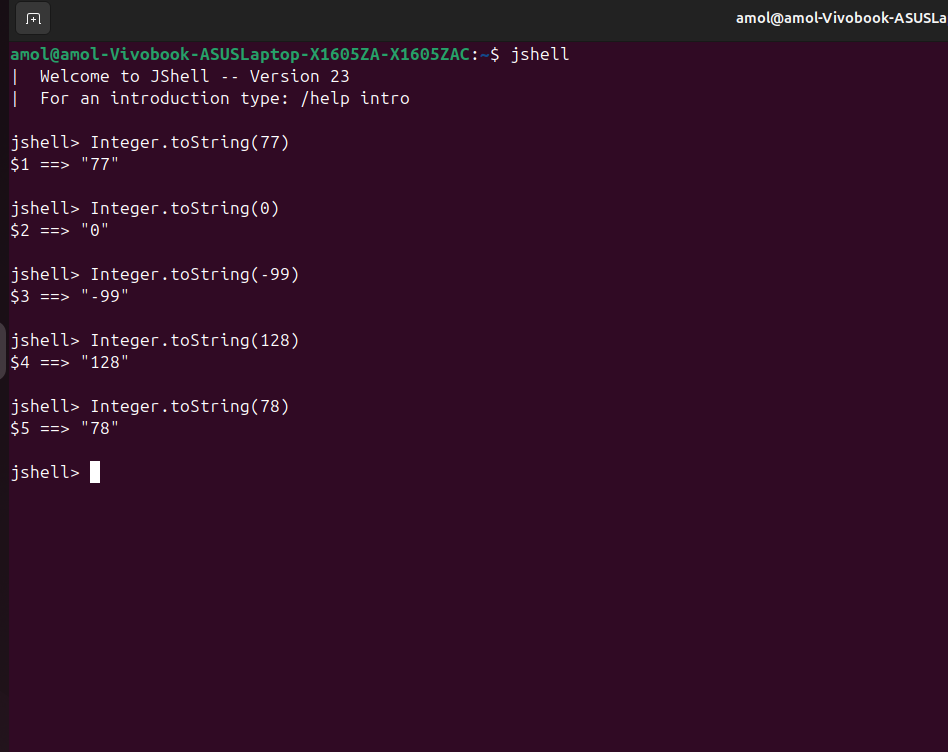 amol@amol-Vivobook-ASUSLa
amol@amol-Vivobook-ASUSLaptop-X1605ZA-X1605ZAC:~$ jshell
|  Welcome to JShell -- Version 23
|  For an introduction type: /help intro
jshell> Integer.toString(77)
$1 ==> "77"
jshell> Integer.toString(0)
$2 ==> "0"
jshell> Integer.toString(-99)
$3 ==> "-99"
jshell> Integer.toString(128)
$4 ==> "128"
jshell> Integer.toString(78)
$5 ==> "78"
jshell>